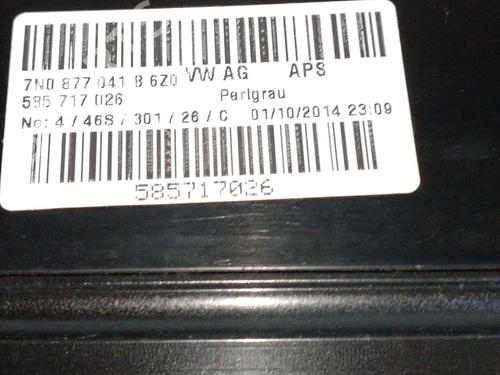 7N0 877 041 B 6Z0 VW AG APS
585 717 026 Perlgrau
No: 4 / 46S / 301 / 26 / C 01/10/2014 23:09
585717026